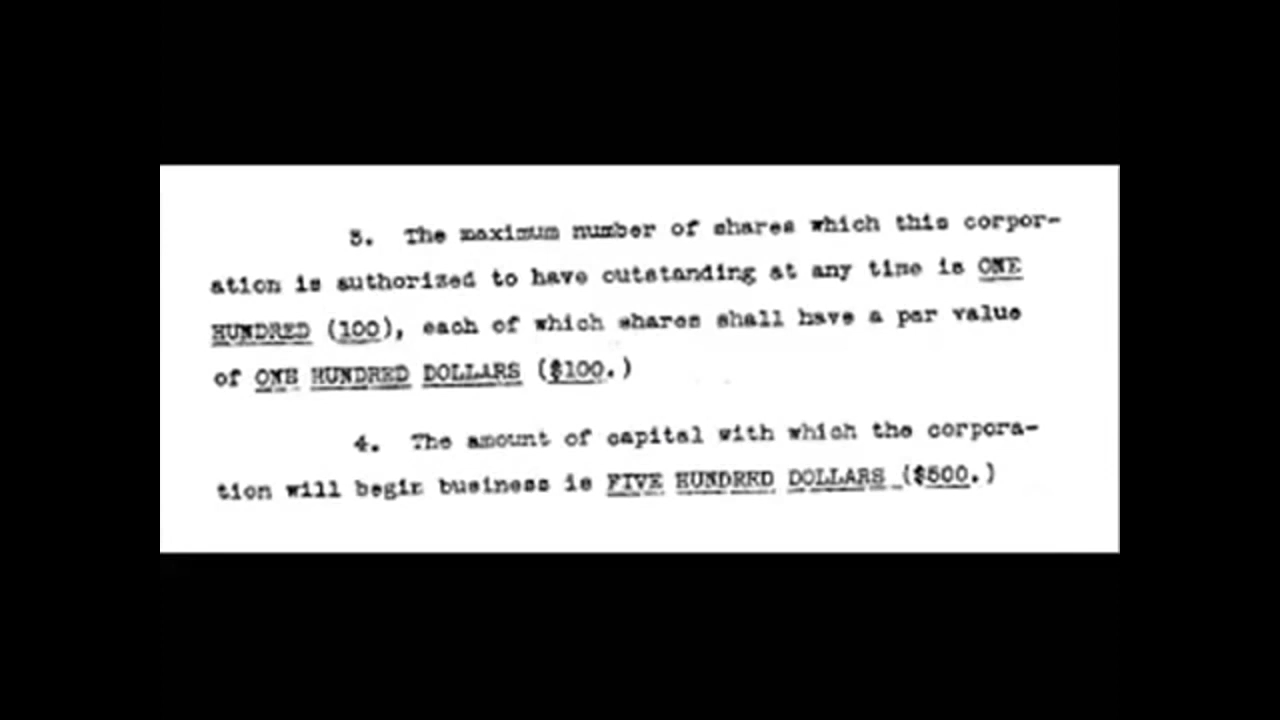 3. The maximum number of shares which this corpor-
ation is authorized to have outstanding at any time is ONE
HUNDRED (100), each of which shares shall have a par value
of ONE HUNDRED DOLLARS ($100.)
4. The amount of capital with which the corpora-
tion will begin business is FIVE HUNDRED DOLLARS ($500.)